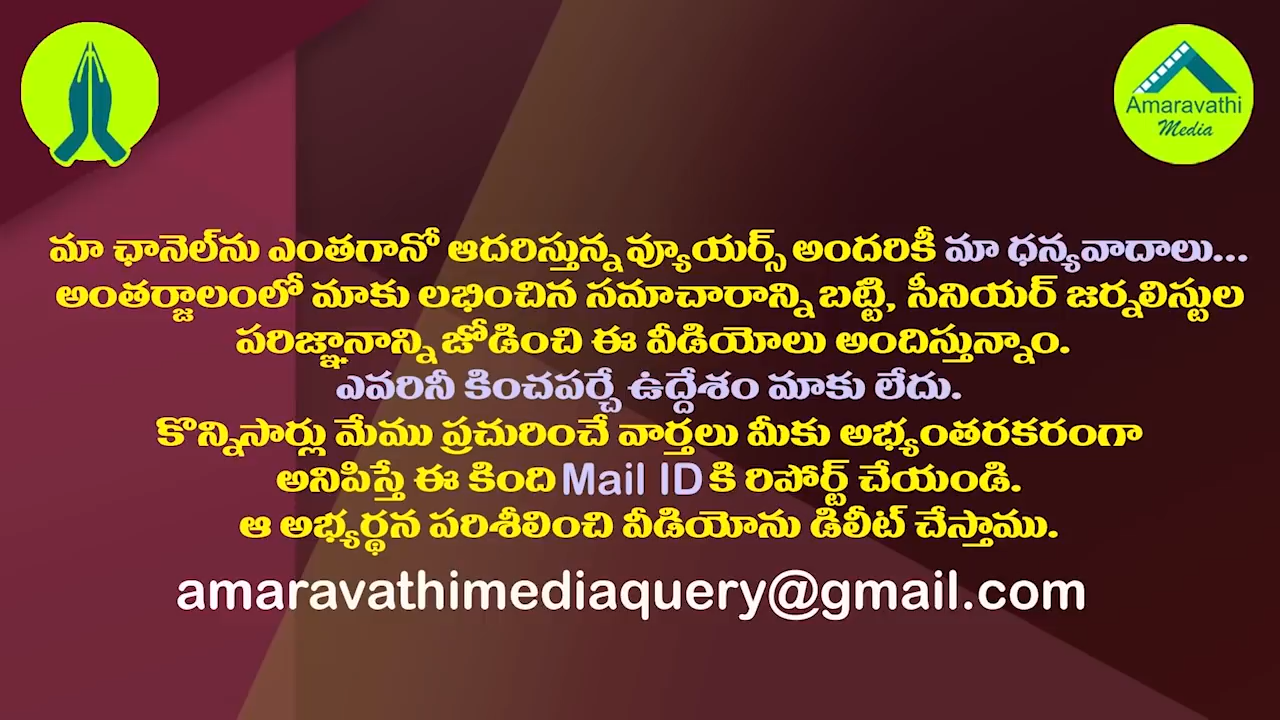 Amaravathi
Media
మా ఛానెల్‌ను ఎంతగానో ఆదరిస్తున్న వ్యూయర్స్ అందరికీ మా ధన్యవాదాలు...
అంతర్జాలంలో మాకు లభించిన సమాచారాన్ని బట్టి, సీనియర్ జర్నలిస్టుల
పరిజ్ఞానాన్ని జోడించి ఈ వీడియోలు అందిస్తున్నాం.
ఎవరినీ కించపర్చే ఉద్దేశం మాకు లేదు.
కొన్నిసార్లు మేము ప్రచురించే వార్తలు మీకు అభ్యంతరకరంగా
అనిపిస్తే ఈ కింది Mail ID కి రిపోర్ట్ చేయండి.
ఆ అభ్యర్థన పరిశీలించి వీడియోను డిలీట్ చేస్తాము.
amaravathimediaquery@gmail.com